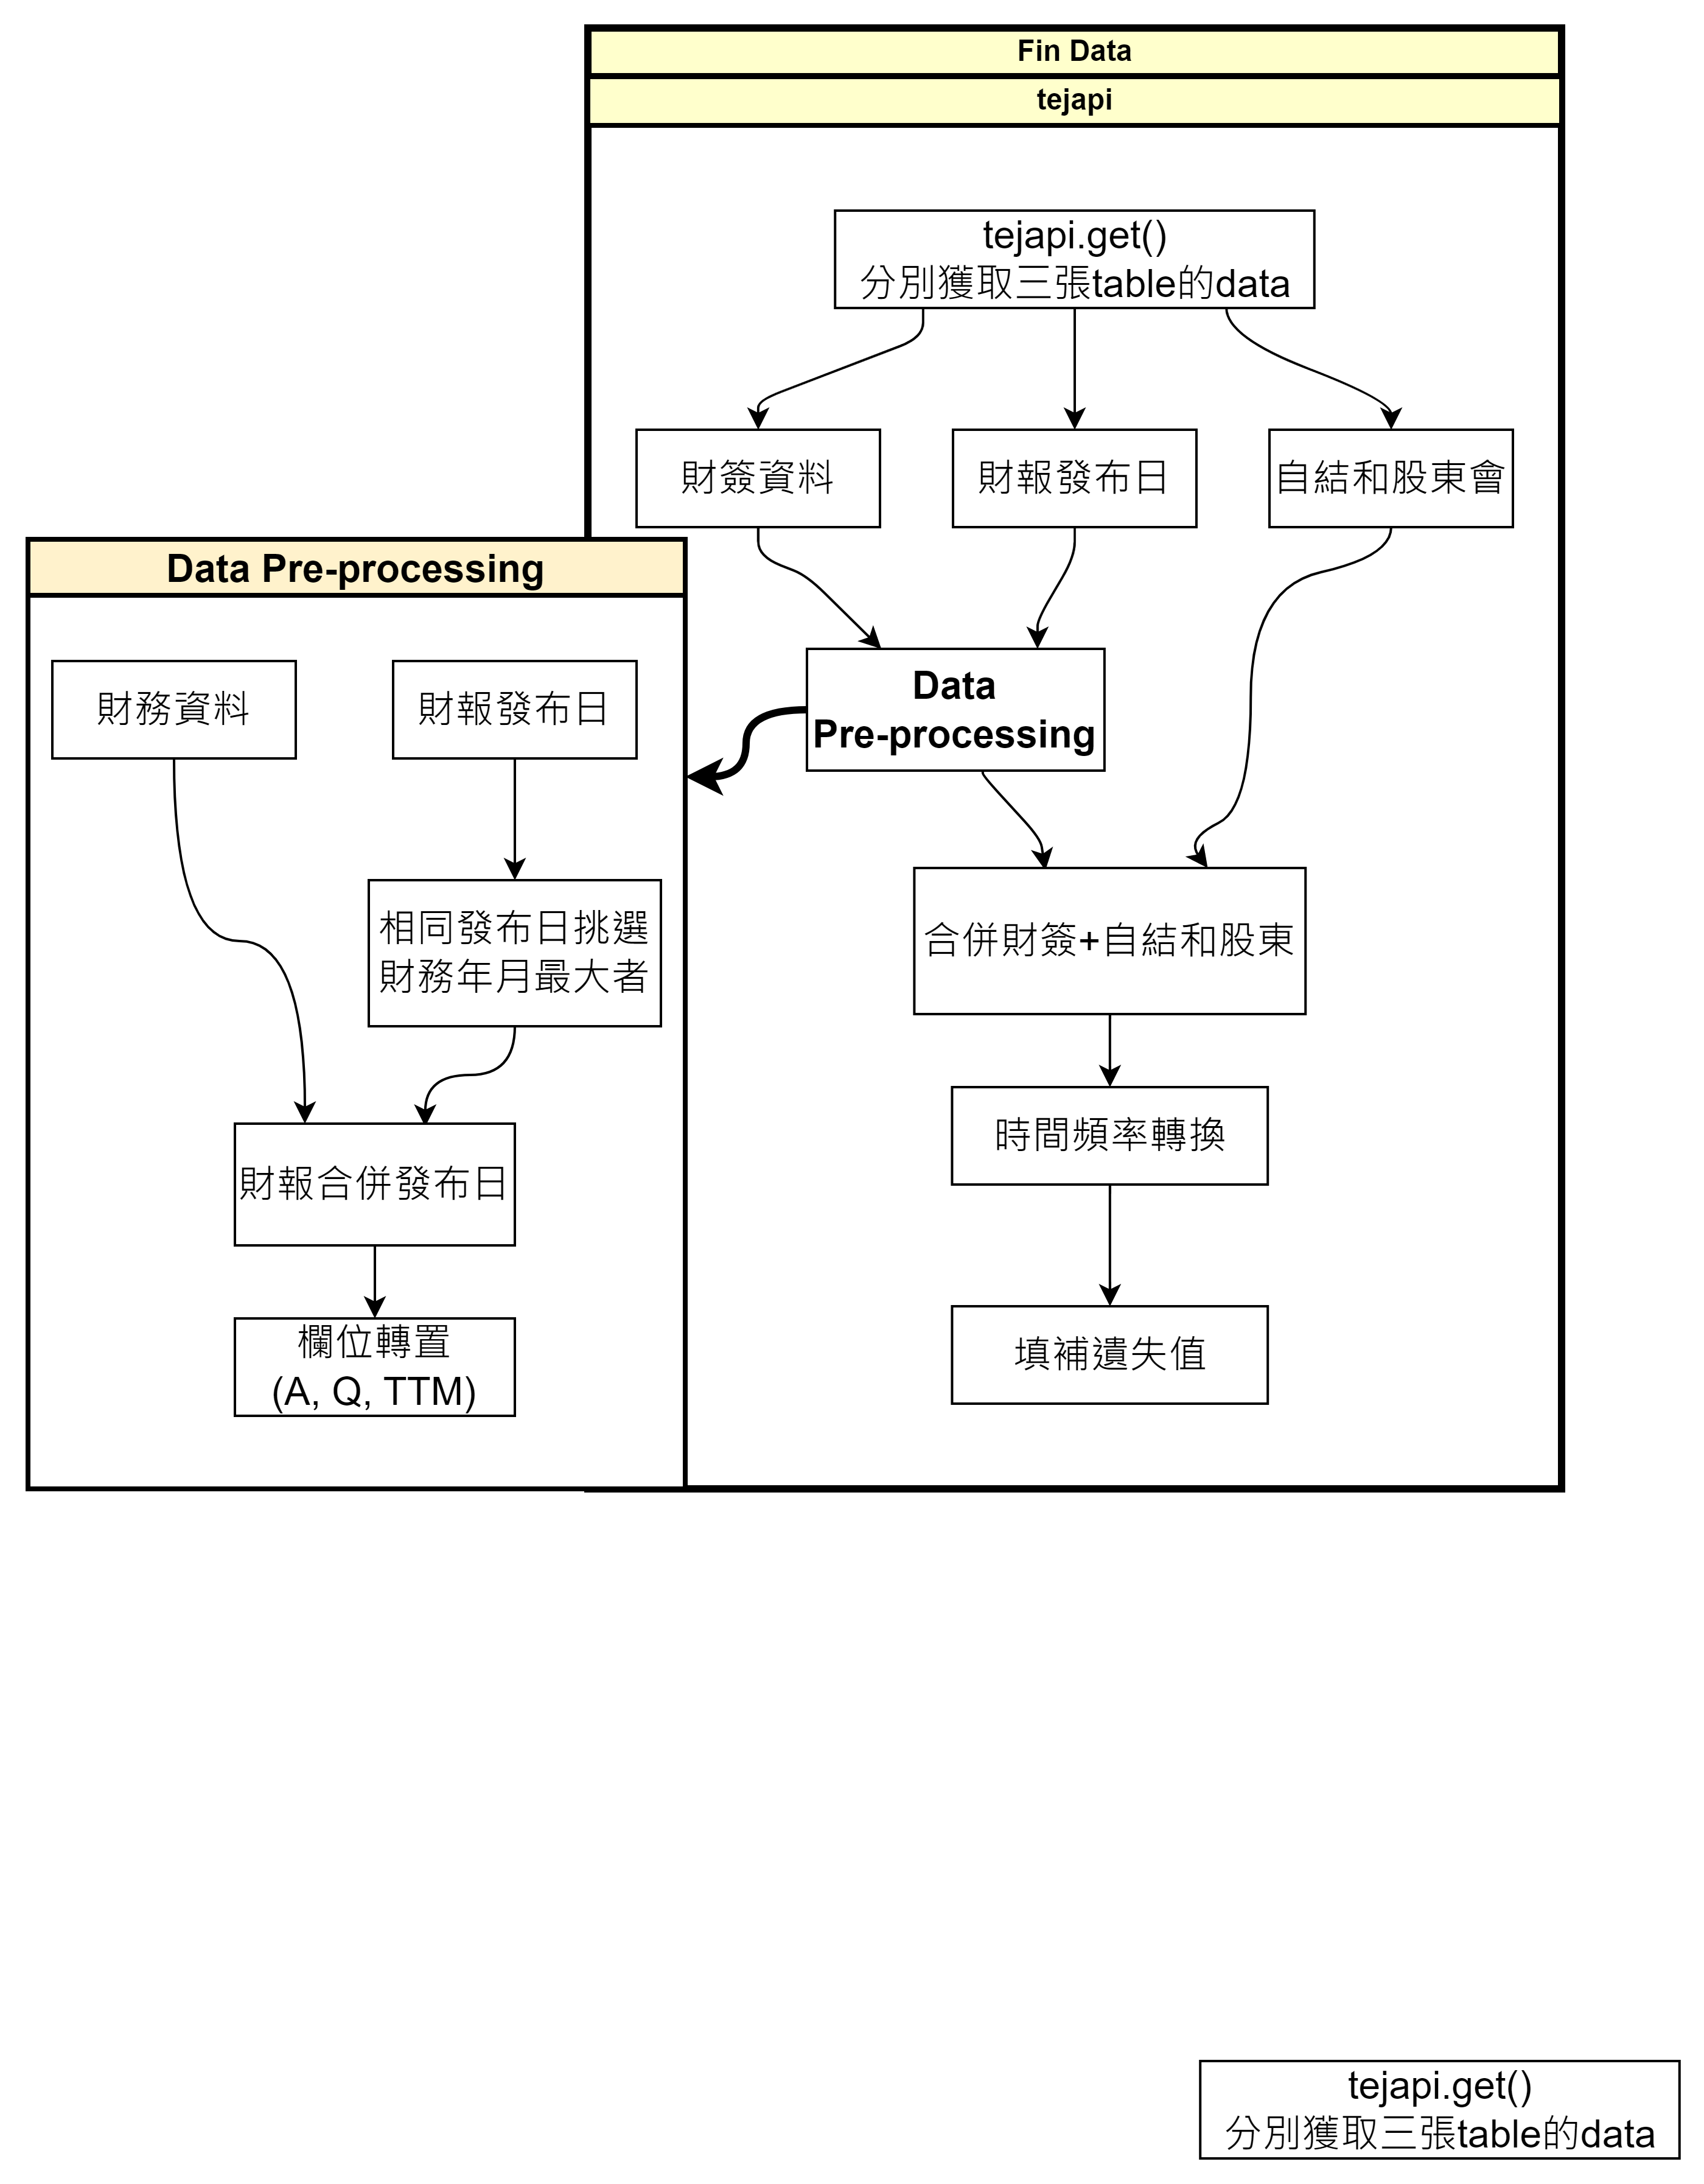 Fin Data
tejapi
tejapi.get()
分別獲取三張table的data
財簽資料
財報發布日
自結和股東會
Data
Pre-processing
合併財簽+自結和股東
時間頻率轉換
填補遺失值
Data Pre-processing
財務資料
財報發布日
相同發布日挑選
財務年月最大者
財報合併發布日
欄位轉置
(A, Q, TTM)
tejapi.get()
分別獲取三張table的data